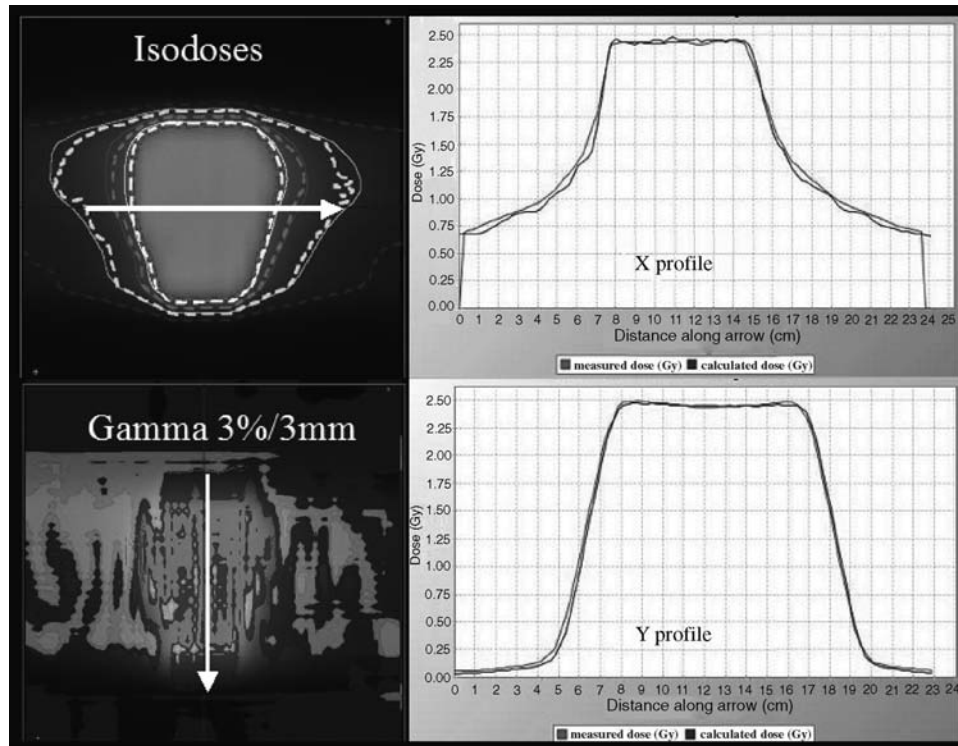 Isodoses
2.50
2.25
2.00
1.75
1.50
1.25
1.00
0.75
0.50
0.25
0.00
Dose (Gy)
X profile
0 1 2 3 4 5 6 7 8 9 10 11 12 13 14 15 16 17 18 19 20 21 22 23 24 25
Distance along arrow (cm)
measured dose (Gy) calculated dose (Gy)
Gamma 3%/3mm
2.50
2.25
2.00
1.75
1.50
1.25
1.00
0.75
0.50
0.25
0.00
Dose (Gy)
Y profile
0 1 2 3 4 5 6 7 8 9 10 11 12 13 14 15 16 17 18 19 20 21 22 23 24
Distance along arrow (cm)
measured dose (Gy) calculated dose (Gy)